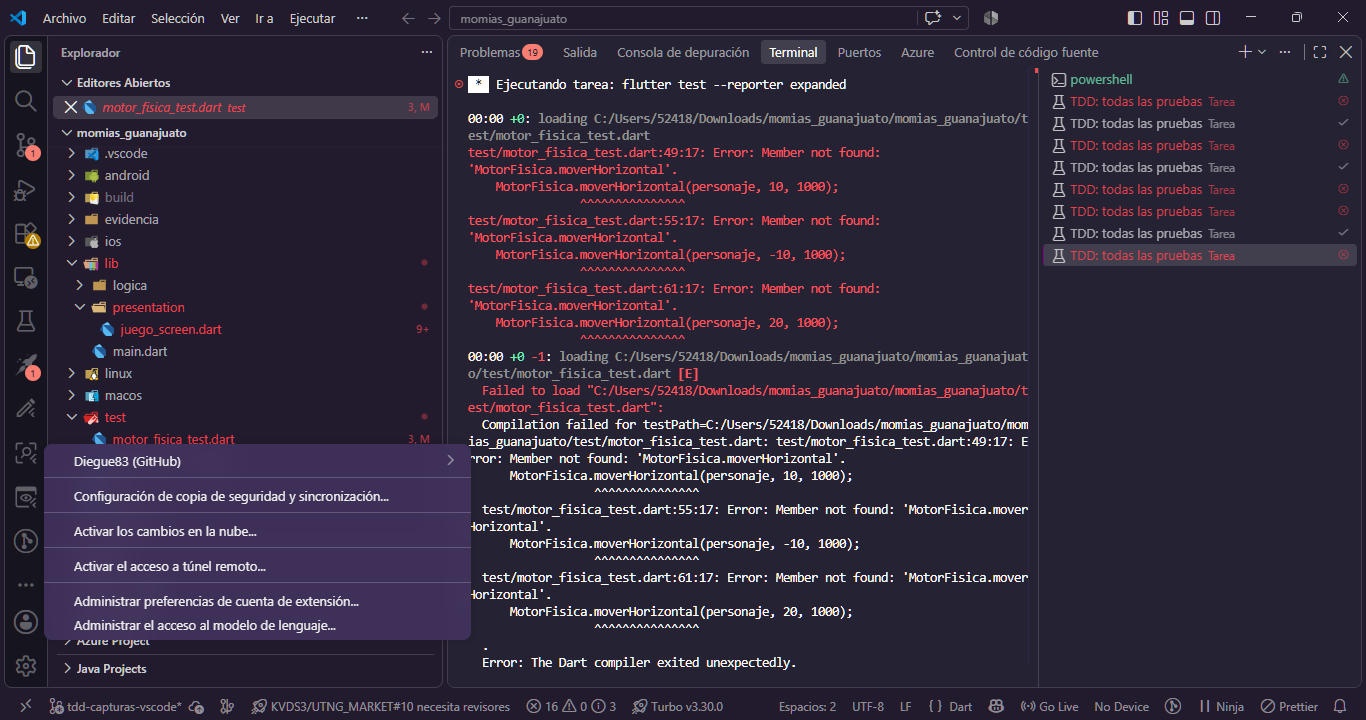 Archivo Editar Selección Ver Ir a Ejecutar ··· momias_guanajuato
Explorador
Editores Abiertos
motor_fisica_test.dart test 3, M
momias_guanajuato
.vscode
android
build
evidencia
ios
lib
logica
presentation
juego_screen.dart 9+
main.dart
linux
macos
test
motor_fisica_test.dart 3, M
Diegue83 (GitHub)
Configuración de copia de seguridad y sincronización...
Activar los cambios en la nube...
Activar el acceso a túnel remoto...
Administrar preferencias de cuenta de extensión...
Administrar el acceso al modelo de lenguaje...
Azure Project
Java Projects
1
1
Problemas 19 Salida Consola de depuración Terminal Puertos Azure Control de código fuente
* Ejecutando tarea: flutter test --reporter expanded
00:00 +0: loading C:/Users/52418/Downloads/momias_guanajuato/momias_guanajuato/t
est/motor_fisica_test.dart
test/motor_fisica_test.dart:49:17: Error: Member not found:
'MotorFisica.moverHorizontal'.
MotorFisica.moverHorizontal(personaje, 10, 1000);
^^^^^^^^^^^^^^^
test/motor_fisica_test.dart:55:17: Error: Member not found:
'MotorFisica.moverHorizontal'.
MotorFisica.moverHorizontal(personaje, -10, 1000);
^^^^^^^^^^^^^^^
test/motor_fisica_test.dart:61:17: Error: Member not found:
'MotorFisica.moverHorizontal'.
MotorFisica.moverHorizontal(personaje, 20, 1000);
^^^^^^^^^^^^^^^
00:00 +0 -1: loading C:/Users/52418/Downloads/momias_guanajuato/momias_guanajuat
o/test/motor_fisica_test.dart [E]
Failed to load "C:/Users/52418/Downloads/momias_guanajuato/momias_guanajuato/t
est/motor_fisica_test.dart":
Compilation failed for testPath=C:/Users/52418/Downloads/momias_guanajuato/mom
ias_guanajuato/test/motor_fisica_test.dart: test/motor_fisica_test.dart:49:17: E
rror: Member not found: 'MotorFisica.moverHorizontal'.
MotorFisica.moverHorizontal(personaje, 10, 1000);
^^^^^^^^^^^^^^^
test/motor_fisica_test.dart:55:17: Error: Member not found: 'MotorFisica.mover
Horizontal'.
MotorFisica.moverHorizontal(personaje, -10, 1000);
^^^^^^^^^^^^^^^
test/motor_fisica_test.dart:61:17: Error: Member not found: 'MotorFisica.mover
Horizontal'.
MotorFisica.moverHorizontal(personaje, 20, 1000);
^^^^^^^^^^^^^^^
.
Error: The Dart compiler exited unexpectedly.
powershell
TDD: todas las pruebas Tarea
TDD: todas las pruebas Tarea
TDD: todas las pruebas Tarea
TDD: todas las pruebas Tarea
TDD: todas las pruebas Tarea
TDD: todas las pruebas Tarea
TDD: todas las pruebas Tarea
TDD: todas las pruebas Tarea
tdd-capturas-vscode* KVDS3/UTNG_MARKET#10 necesita revisores 16 0 3 Turbo v3.30.0 Espacios: 2 UTF-8 LF {} Dart Go Live No Device Ninja Prettier